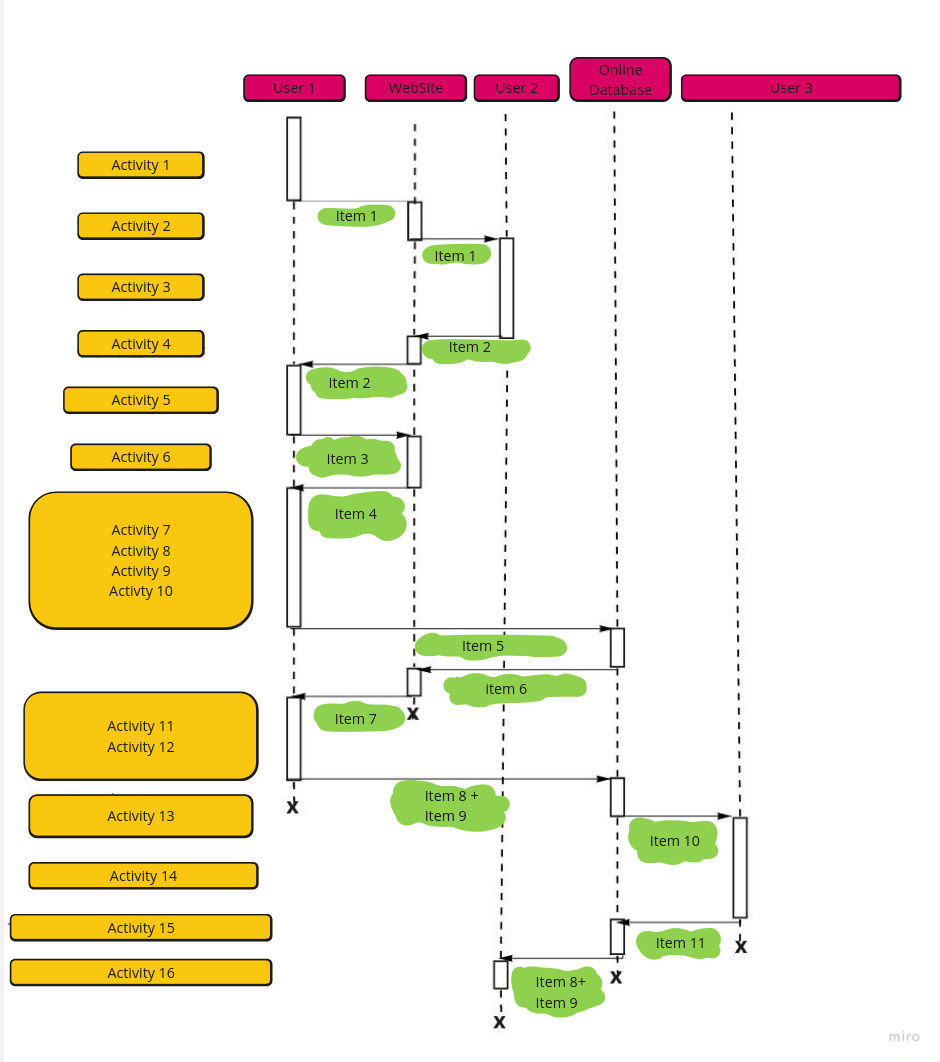 User 1
WebSite
User 2
Online
Database
User 3
Activity 1
Item 1
Activity 2
Item 1
Activity 3
Activity 4
Item 2
Item 2
Activity 5
Activity 6
Item 3
Item 4
Activity 7
Activity 8
Activity 9
Activty 10
Item 5
item 6
Item 7
X
Activity 11
Activity 12
Item 8 +
Item 9
X
Activity 13
Item 10
Activity 14
Activity 15
Item 11
X
Activity 16
X
Item 8+
Item 9
X
miro